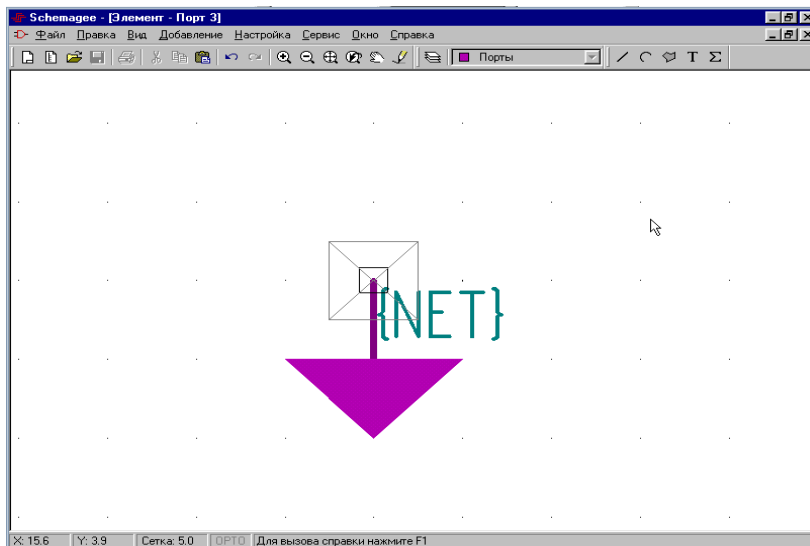 Schemagee - [Элемент - Порт 3]
Файл Правка Вид Добавление Настройка Сервис Окно Справка
Порты T Σ
{NET}
X: 15.6 Y: 3.9 Сетка: 5.0 ОРТО Для вызова справки нажмите F1